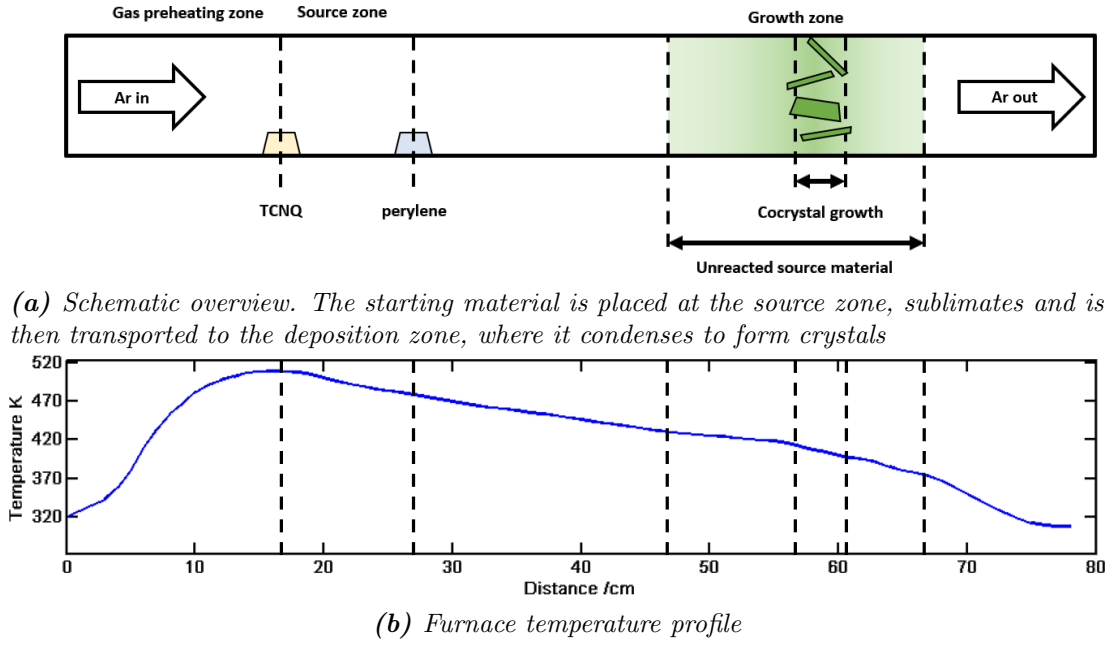 Gas preheating zone
Source zone
Growth zone
Ar in
Ar out
TCNQ
perylene
Cocrystal growth
Unreacted source material
(a) Schematic overview. The starting material is placed at the source zone, sublimates and is
then transported to the deposition zone, where it condenses to form crystals
520
470
420
370
320
Temperature K
0 10 20 30 40 50 60 70 80
Distance /cm
(b) Furnace temperature profile